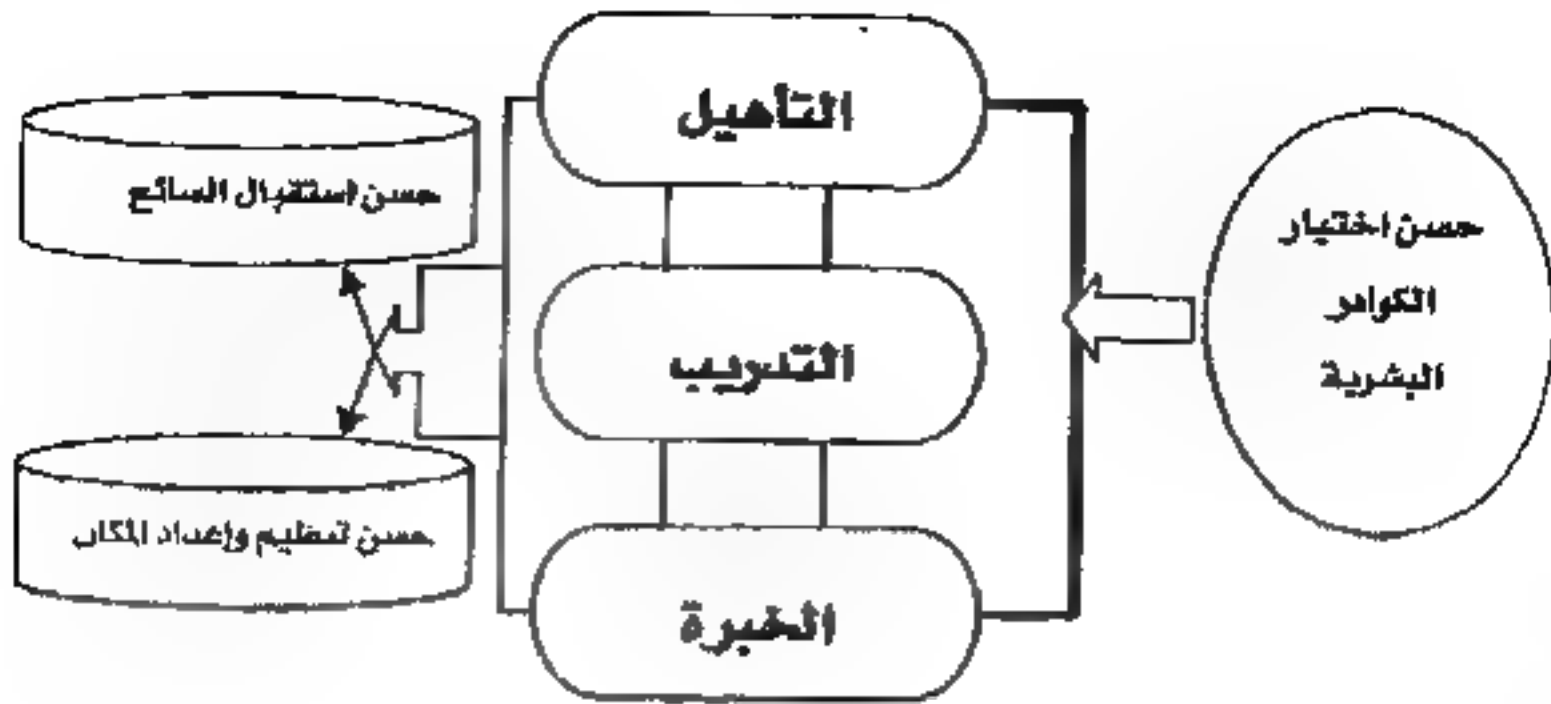 حسن اختيار
الكوادر
البشرية
التأهيل
التدريب
الخبرة
حسن استقبال السائح
حسن تنظيم وإعداد المكان